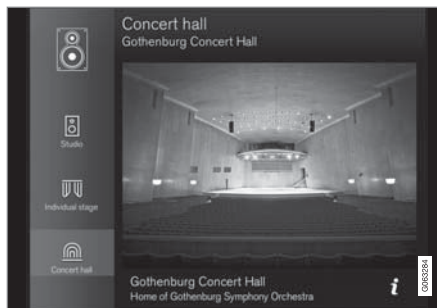 Concert hall
Gothenburg Concert Hall
Studio
Individual stage
Concert hall
Gothenburg Concert Hall
Home of Gothenburg Symphony Orchestra
i
G063284